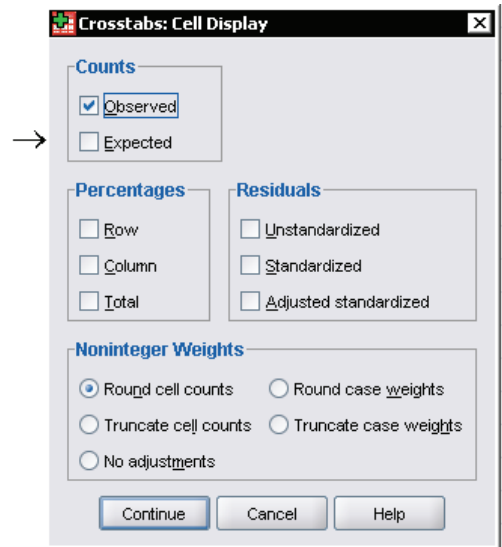 Crosstabs: Cell Display
Counts
Observed
→ Expected
Percentages
Row
Column
Total
Residuals
Unstandardized
Standardized
Adjusted standardized
Noninteger Weights
Round cell counts Round case weights
Truncate cell counts Truncate case weights
No adjustments
Continue Cancel Help